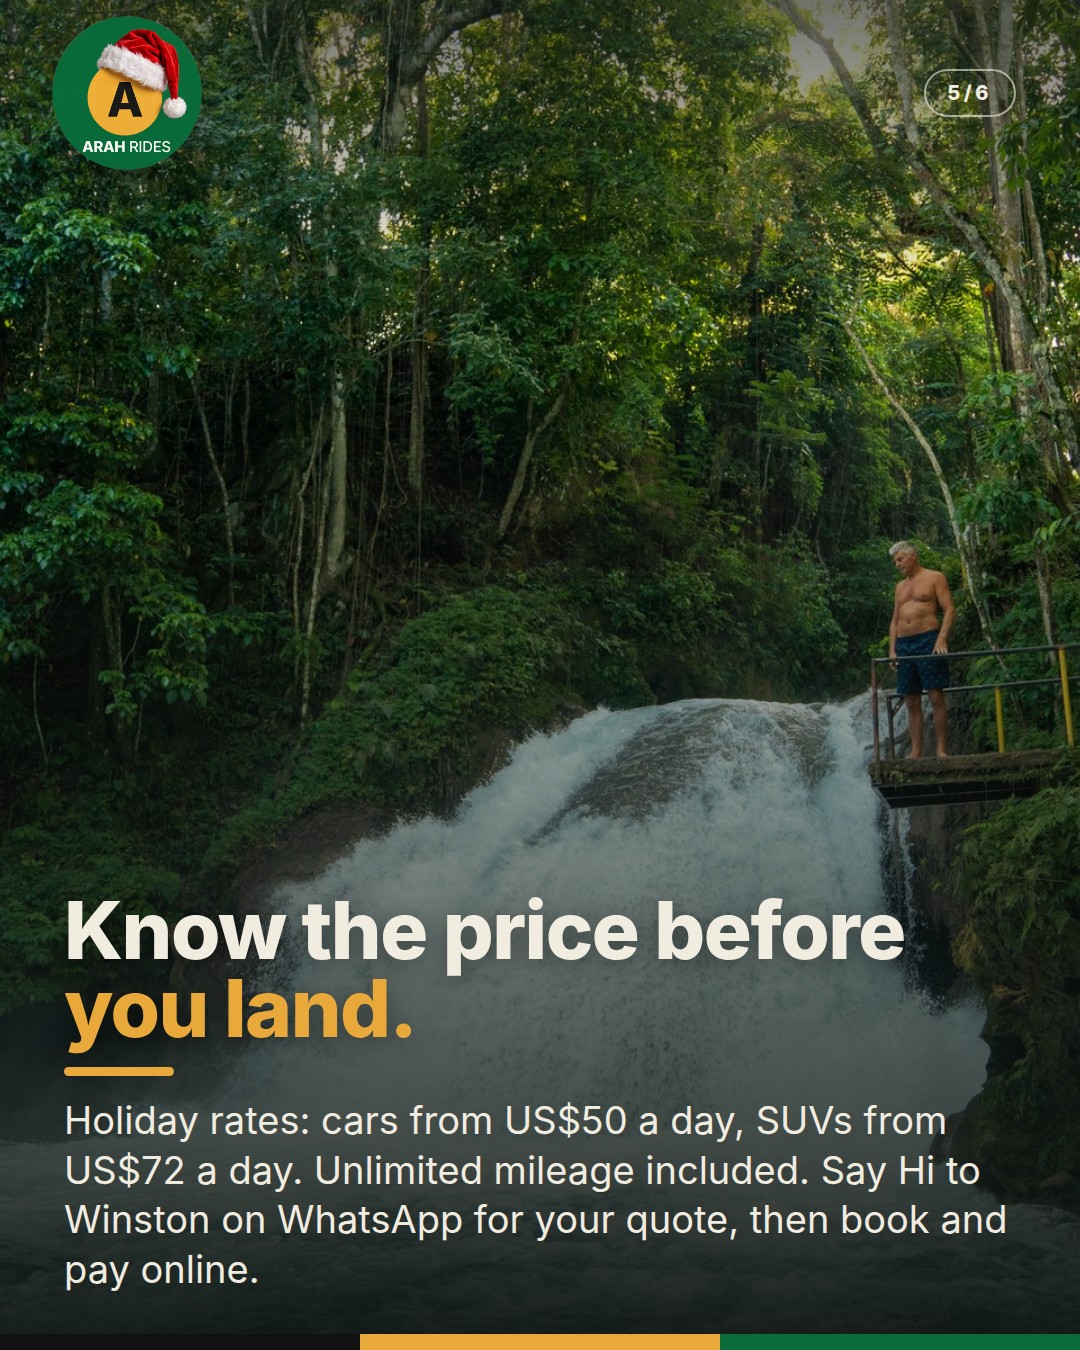 A
ARAH RIDES
5/6
Know the price before
you land.
Holiday rates: cars from US$50 a day, SUVs from
US$72 a day. Unlimited mileage included. Say Hi to
Winston on WhatsApp for your quote, then book and
pay online.